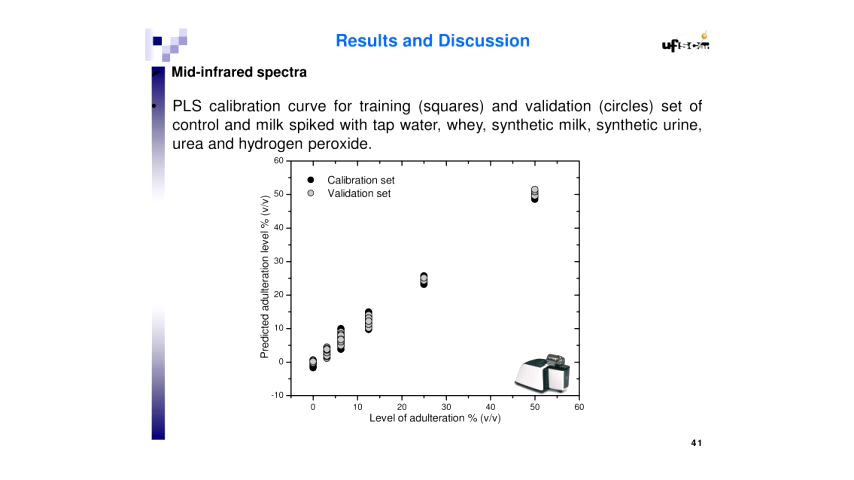 Results and Discussion
Mid-infrared spectra
PLS calibration curve for training (squares) and validation (circles) set of
control and milk spiked with tap water, whey, synthetic milk, synthetic urine,
urea and hydrogen peroxide.
60
Calibration set
Validation set
50
40
30
20
10
0
-10
Predicted adulteration level % (v/v)
0 10 20 30 40 50 60
Level of adulteration % (v/v)
41